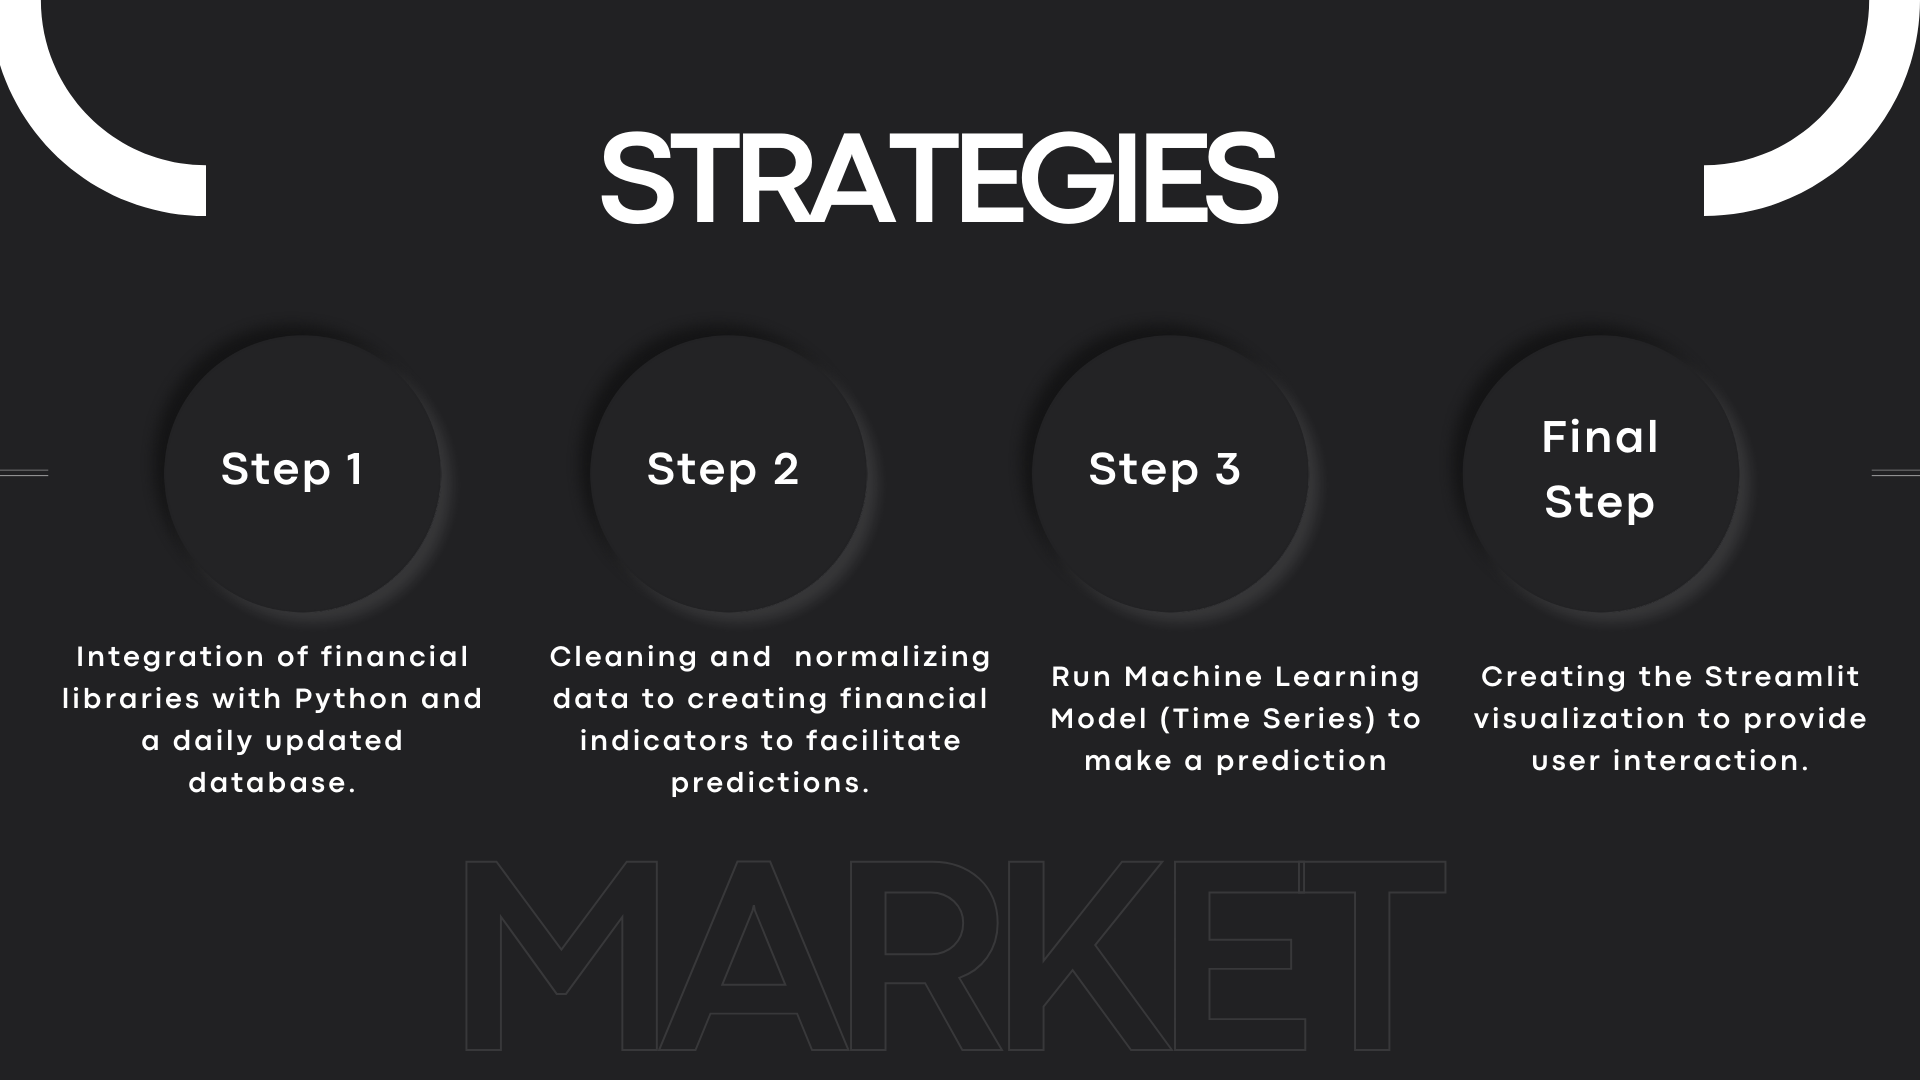 STRATEGIES
Step 1
Step 2
Step 3
Final
Step
Integration of financial
libraries with Python and
a daily updated
database.
Cleaning and  normalizing
data to creating financial
indicators to facilitate
predictions.
Run Machine Learning
Model (Time Series) to
make a prediction
Creating the Streamlit
visualization to provide
user interaction.
MARKET